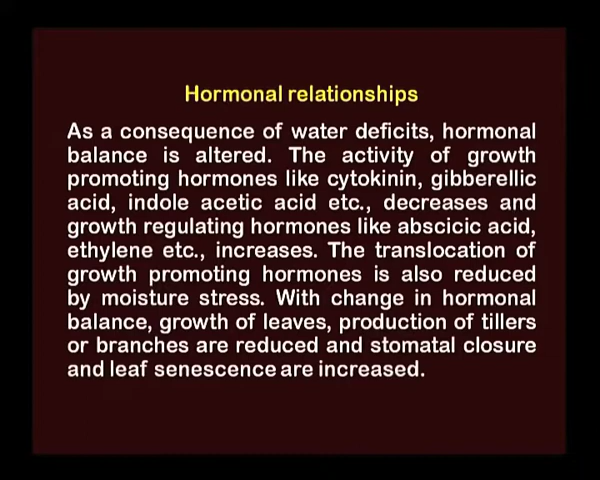 Hormonal relationships
As a consequence of water deficits, hormonal
balance is altered. The activity of growth
promoting hormones like cytokinin, gibberellic
acid, indole acetic acid etc., decreases and
growth regulating hormones like abscicic acid,
ethylene etc., increases. The translocation of
growth promoting hormones is also reduced
by moisture stress. With change in hormonal
balance, growth of leaves, production of tillers
or branches are reduced and stomatal closure
and leaf senescence are increased.